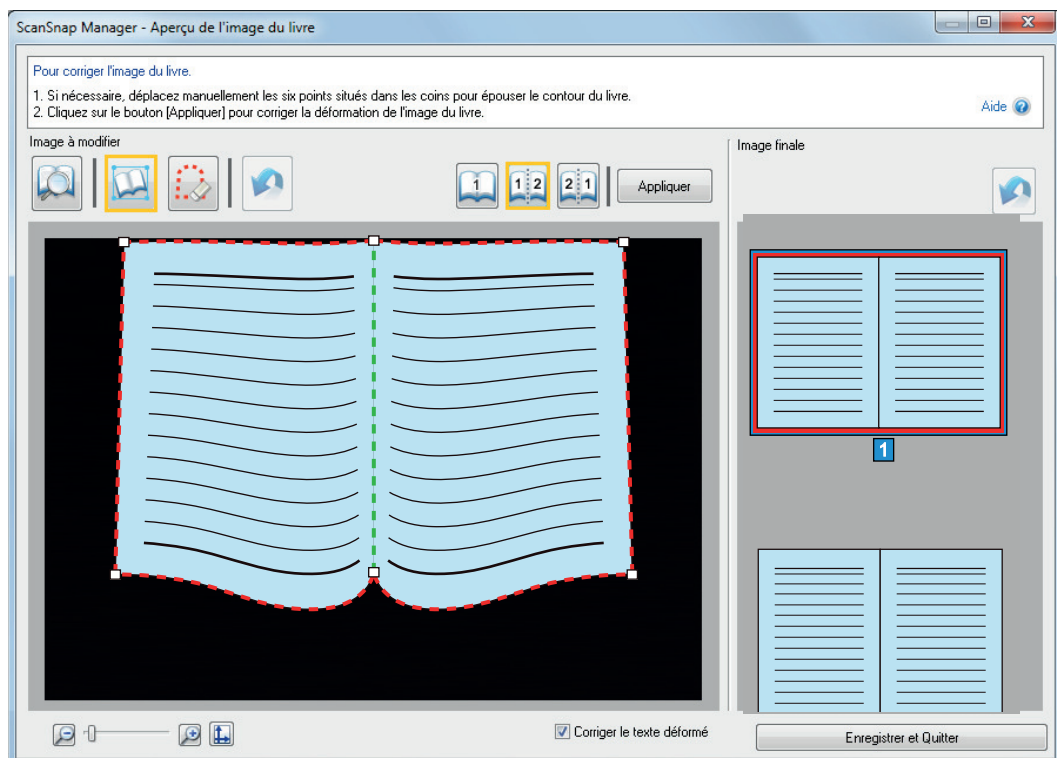 ScanSnap Manager - Aperçu de l'image du livre
Pour corriger l'image du livre.
1. Si nécessaire, déplacez manuellement les six points situés dans les coins pour épouser le contour du livre.
2. Cliquez sur le bouton [Appliquer] pour corriger la déformation de l'image du livre.
Aide
Image à modifier
1
1 2
2 1
Appliquer
Image finale
1
Corriger le texte déformé
Enregistrer et Quitter